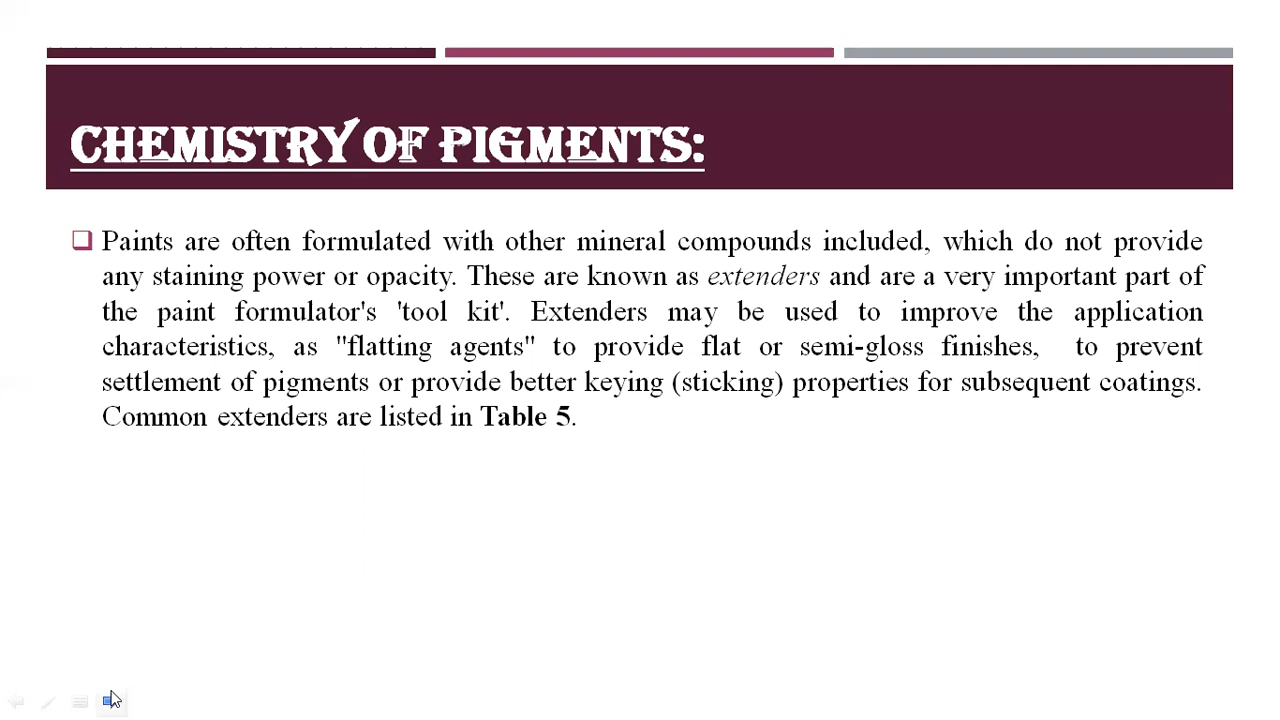 CHEMISTRY OF PIGMENTS:
Paints are often formulated with other mineral compounds included, which do not provide
any staining power or opacity. These are known as extenders and are a very important part of
the paint formulator's 'tool kit'. Extenders may be used to improve the application
characteristics, as "flatting agents" to provide flat or semi-gloss finishes, to prevent
settlement of pigments or provide better keying (sticking) properties for subsequent coatings.
Common extenders are listed in Table 5.